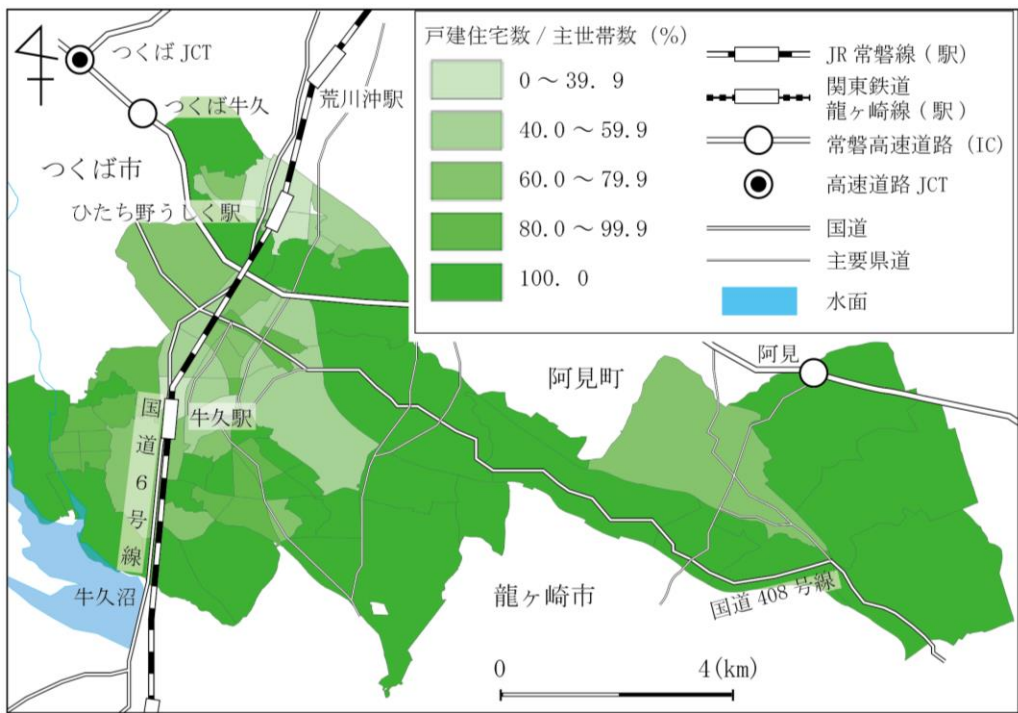 つくば JCT
つくば牛久
荒川沖駅
つくば市
ひたち野うしく駅
牛久駅
国道6号線
牛久沼
阿見町
阿見
龍ヶ崎市
国道 408 号線
0 4(km)
戸建住宅数 / 主世帯数 (%)
0 ～ 39. 9
40.0 ～ 59.9
60.0 ～ 79.9
80.0 ～ 99.9
100. 0
JR 常磐線 ( 駅 )
関東鉄道
龍ヶ崎線 ( 駅 )
常磐高速道路 (IC)
高速道路 JCT
国道
主要県道
水面